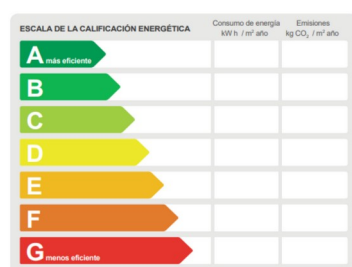 ESCALA DE LA CALIFICACIÓN ENERGÉTICA
Consumo de energía
kW h / m² año
Emisiones
kg CO₂ / m² año
A más eficiente
B
C
D
E
F
G menos eficiente